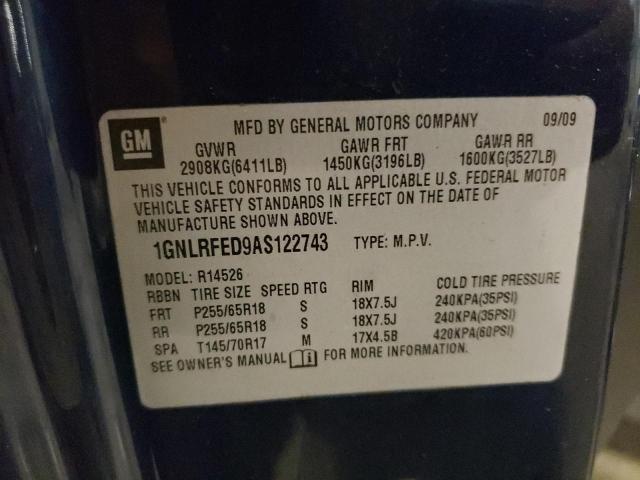 GM
MFD BY GENERAL MOTORS COMPANY 09/09
GVWR GAWR FRT GAWR RR
2908KG(6411LB) 1450KG(3196LB) 1600KG(3527LB)
THIS VEHICLE CONFORMS TO ALL APPLICABLE U.S. FEDERAL MOTOR
VEHICLE SAFETY STANDARDS IN EFFECT ON THE DATE OF
MANUFACTURE SHOWN ABOVE.
1GNLRFED9AS122743 TYPE: M.P.V.
MODEL: R14526
RBBN TIRE SIZE SPEED RTG RIM COLD TIRE PRESSURE
FRT P255/65R18 S 18X7.5J 240KPA(35PSI)
RR P255/65R18 S 18X7.5J 240KPA(35PSI)
SPA T145/70R17 M 17X4.5B 420KPA(60PSI)
SEE OWNER'S MANUAL FOR MORE INFORMATION.